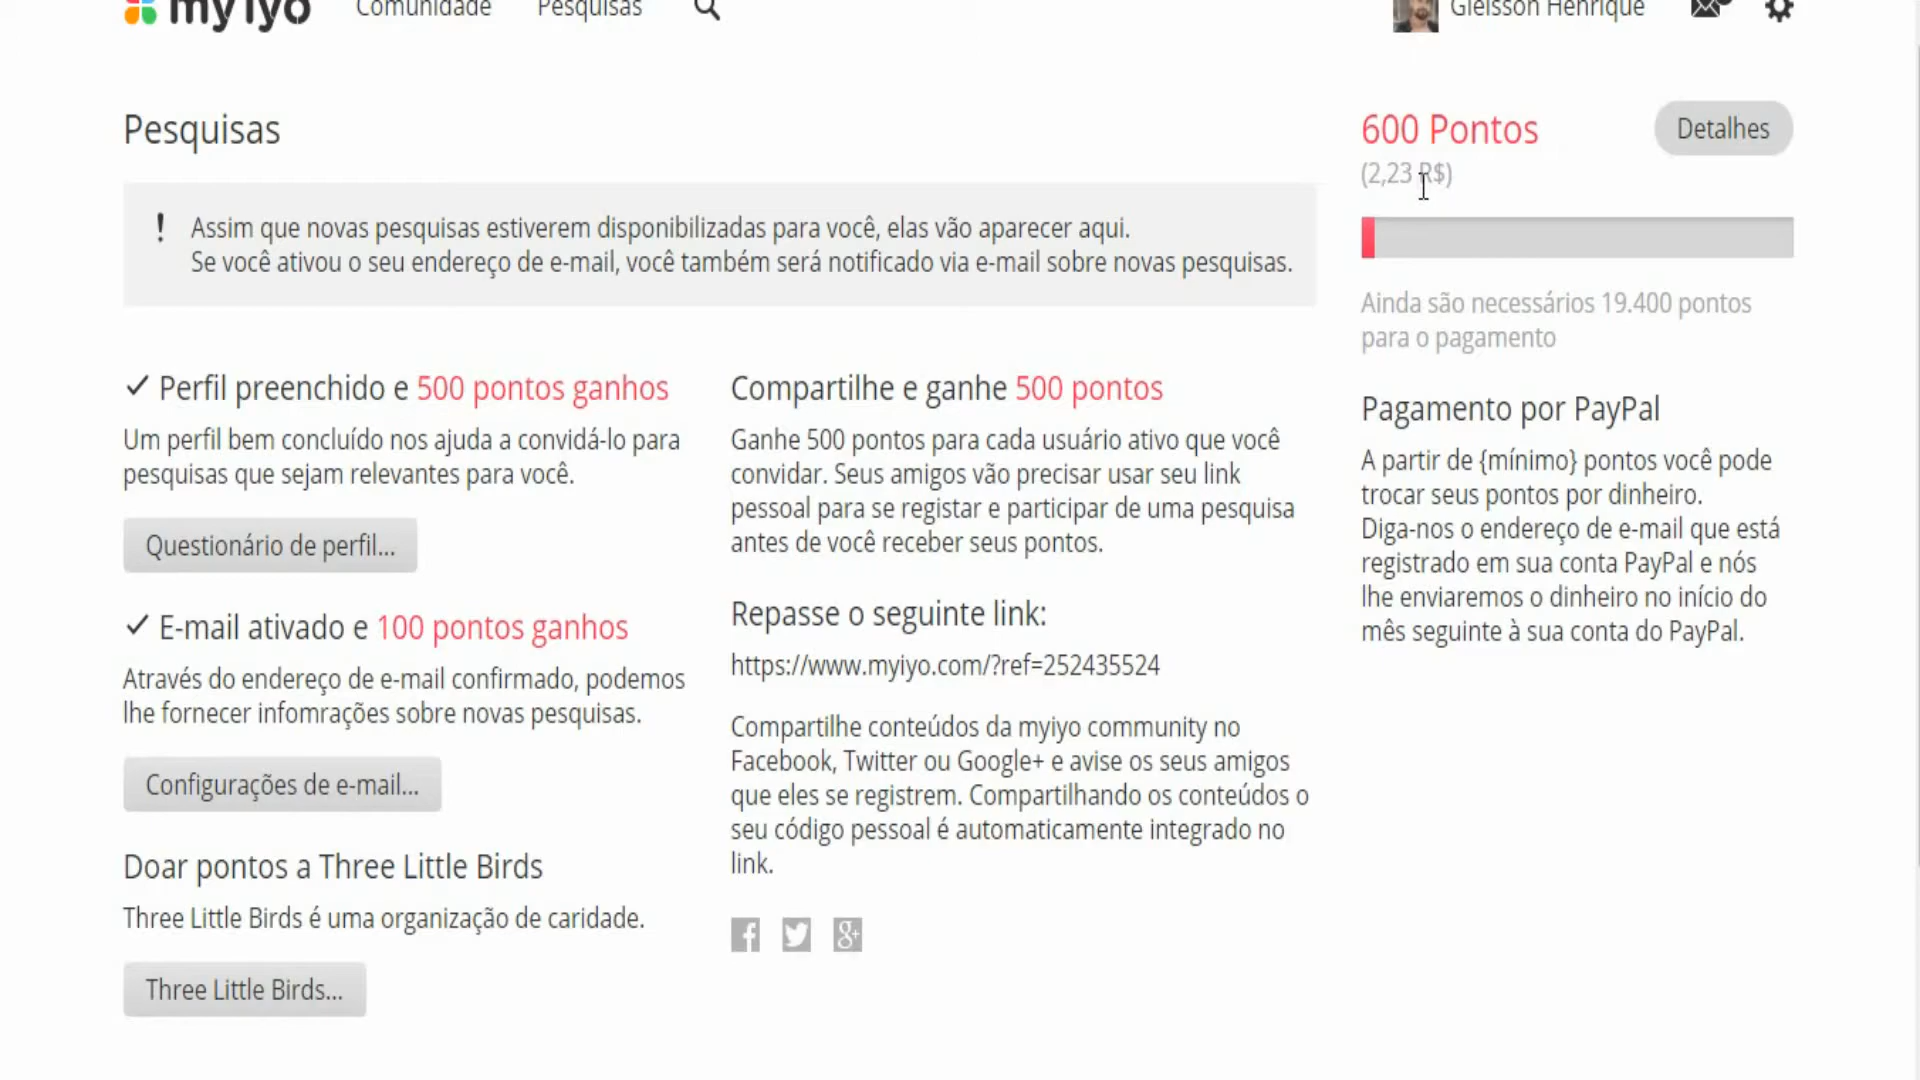 myiyo Comunidade Pesquisas Gleisson Henrique
Pesquisas
600 Pontos Detalhes
(2,23 R$)
! Assim que novas pesquisas estiverem disponibilizadas para você, elas vão aparecer aqui.
Se você ativou o seu endereço de e-mail, você também será notificado via e-mail sobre novas pesquisas.
Ainda são necessários 19.400 pontos
para o pagamento
Perfil preenchido e 500 pontos ganhos
Um perfil bem concluído nos ajuda a convidá-lo para
pesquisas que sejam relevantes para você.
Questionário de perfil...
E-mail ativado e 100 pontos ganhos
Através do endereço de e-mail confirmado, podemos
lhe fornecer infomrações sobre novas pesquisas.
Configurações de e-mail...
Doar pontos a Three Little Birds
Three Little Birds é uma organização de caridade.
Three Little Birds...
Compartilhe e ganhe 500 pontos
Ganhe 500 pontos para cada usuário ativo que você
convidar. Seus amigos vão precisar usar seu link
pessoal para se registar e participar de uma pesquisa
antes de você receber seus pontos.
Repasse o seguinte link:
https://www.myiyo.com/?ref=252435524
Compartilhe conteúdos da myiyo community no
Facebook, Twitter ou Google+ e avise os seus amigos
que eles se registrem. Compartilhando os conteúdos o
seu código pessoal é automaticamente integrado no
link.
Pagamento por PayPal
A partir de {mínimo} pontos você pode
trocar seus pontos por dinheiro.
Diga-nos o endereço de e-mail que está
registrado em sua conta PayPal e nós
lhe enviaremos o dinheiro no início do
mês seguinte à sua conta do PayPal.